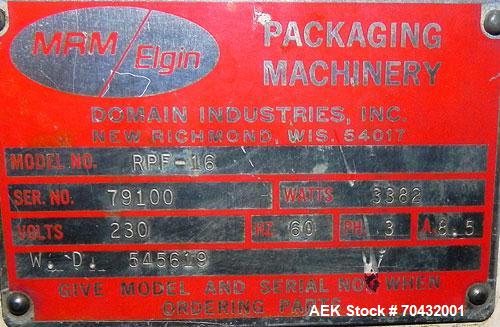 MRM/Elgin
PACKAGING
MACHINERY
DOMAIN INDUSTRIES, INC.
NEW RICHMOND, WIS. 54017
MODEL NO. RPF-16
SER. NO. 79100 WATTS 3382
VOLTS 230 HZ 60 PH 3 A 8.5
W. D. 545619
GIVE MODEL AND SERIAL NO. WHEN
ORDERING PARTS
AEK Stock # 70432001